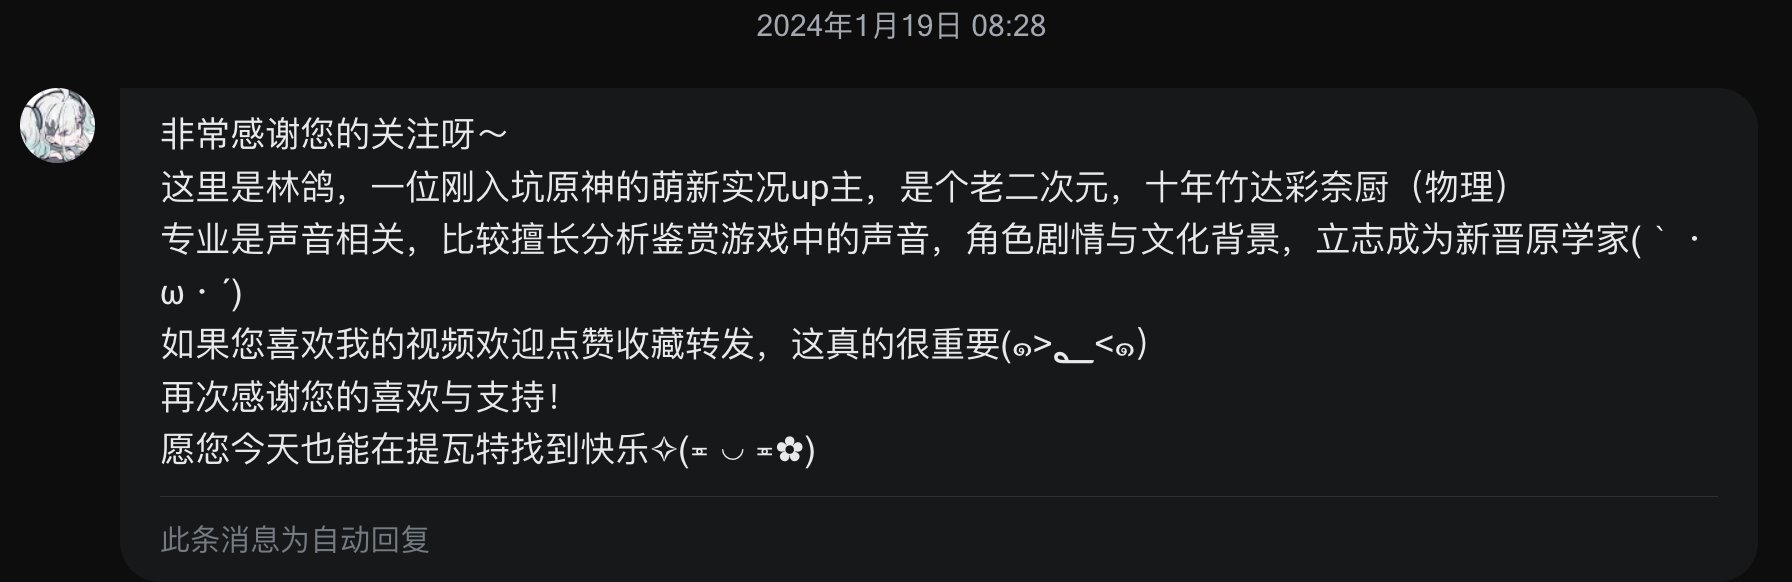 2024年1月19日 08:28
非常感谢您的关注呀～
这里是林鸽，一位刚入坑原神的萌新实况up主，是个老二次元，十年竹达彩奈厨（物理）
专业是声音相关，比较擅长分析鉴赏游戏中的声音，角色剧情与文化背景，立志成为新晋原学家( ` ・
ω・´)
如果您喜欢我的视频欢迎点赞收藏转发，这真的很重要(๑>؂<๑）
再次感谢您的喜欢与支持！
愿您今天也能在提瓦特找到快乐✧(≖ ◡ ≖✿)
此条消息为自动回复